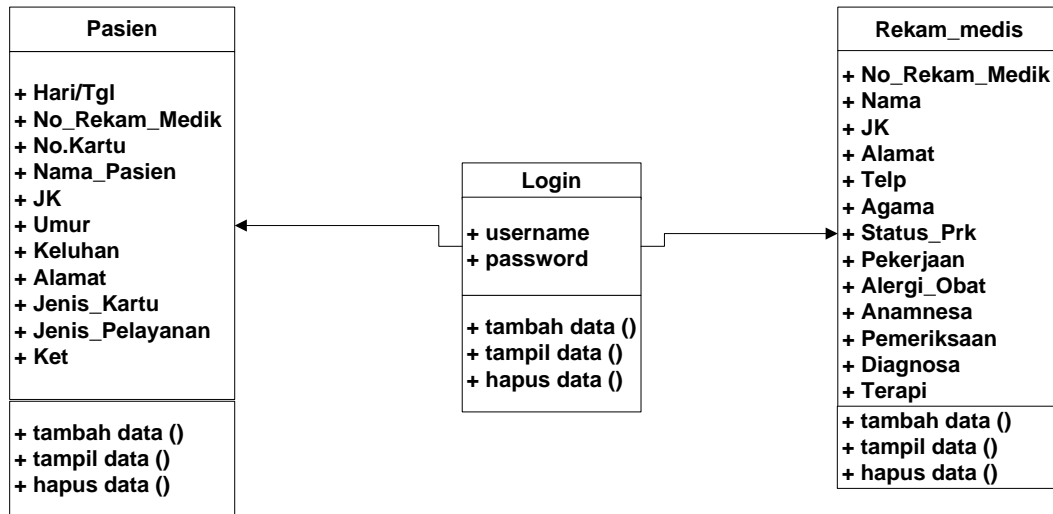 Pasien
+ Hari/Tgl
+ No_Rekam_Medik
+ No.Kartu
+ Nama_Pasien
+ JK
+ Umur
+ Keluhan
+ Alamat
+ Jenis_Kartu
+ Jenis_Pelayanan
+ Ket
+ tambah data ()
+ tampil data ()
+ hapus data ()
Login
+ username
+ password
+ tambah data ()
+ tampil data ()
+ hapus data ()
Rekam_medis
+ No_Rekam_Medik
+ Nama
+ JK
+ Alamat
+ Telp
+ Agama
+ Status_Prk
+ Pekerjaan
+ Alergi_Obat
+ Anamnesa
+ Pemeriksaan
+ Diagnosa
+ Terapi
+ tambah data ()
+ tampil data ()
+ hapus data ()